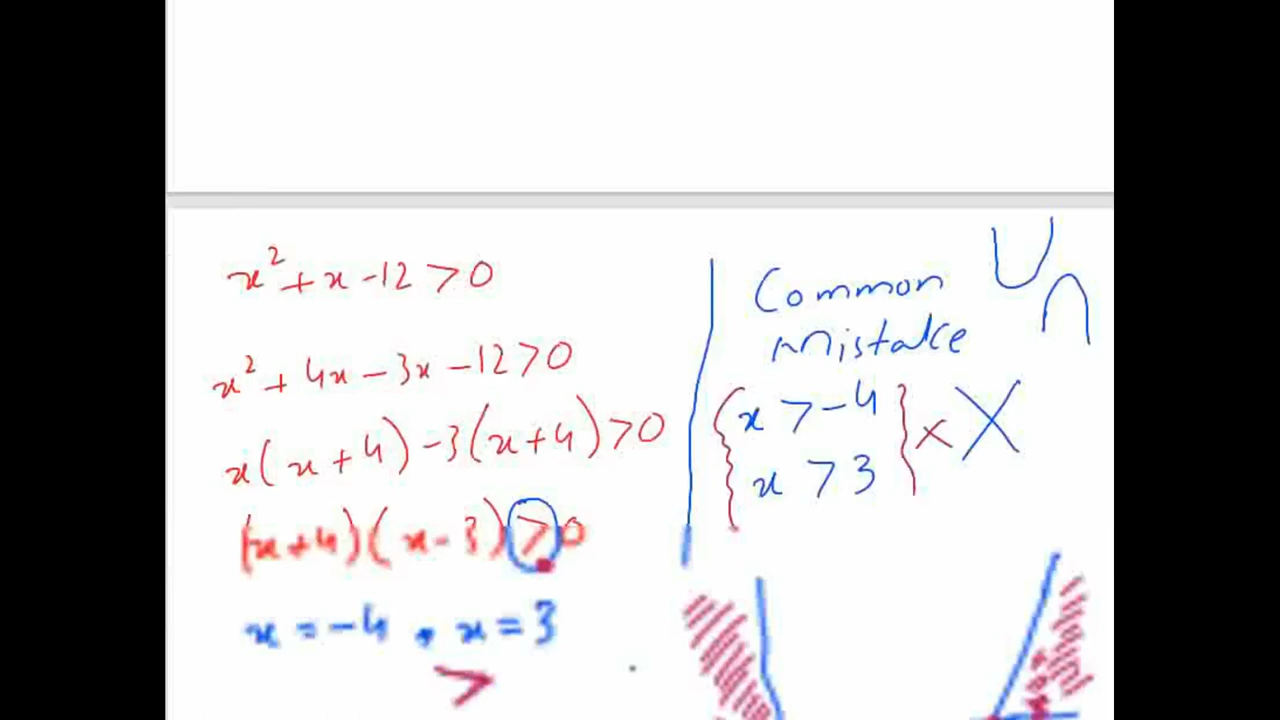 x² + x - 12 > 0
x² + 4x - 3x - 12 > 0
x(x + 4) - 3(x + 4) > 0
(x + 4)(x - 3) > 0
x = -4 , x = 3
>
Common
Mistake
x > -4
x > 3
× X